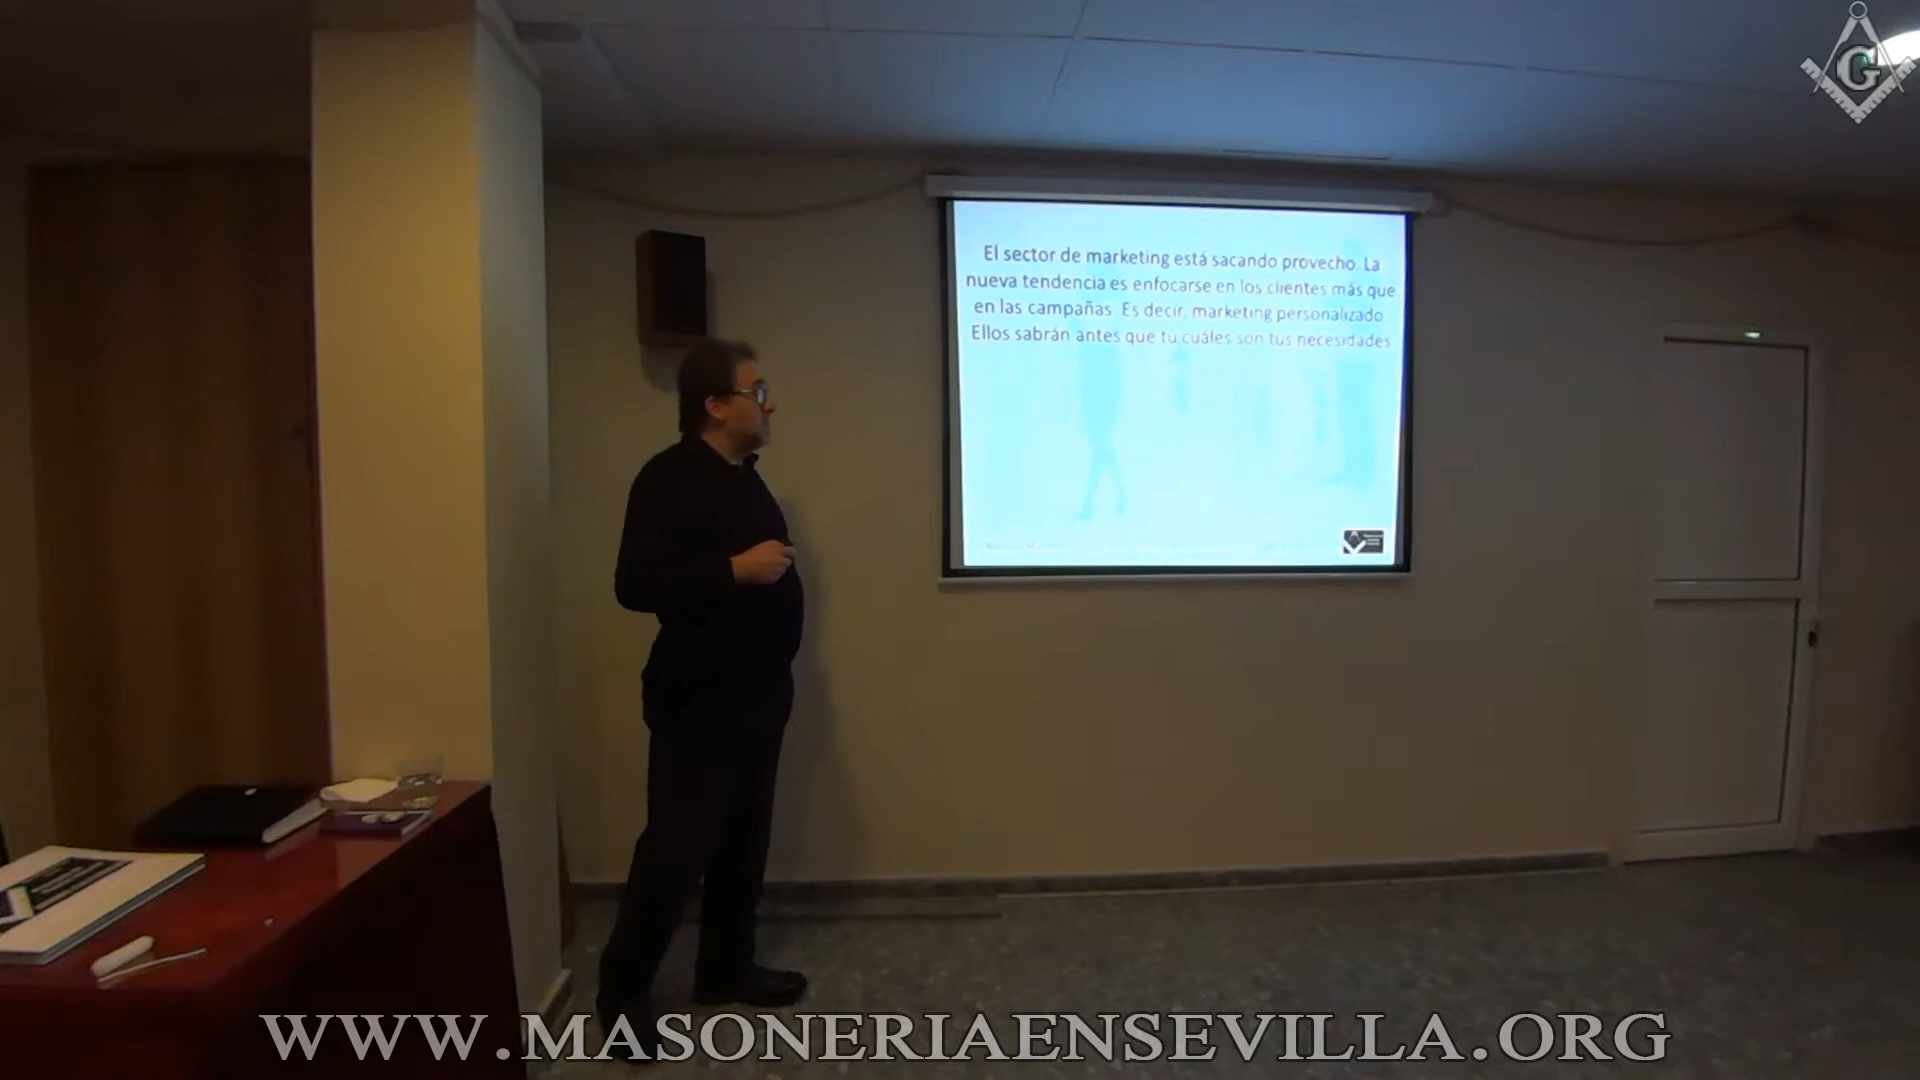 G
El sector de marketing está sacando provecho. La
nueva tendencia es enfocarse en los clientes más que
en las campañas. Es decir, marketing personalizado
Ellos sabrán antes que tu cuáles son tus necesidades
WWW.MASONERIAENSEVILLA.ORG